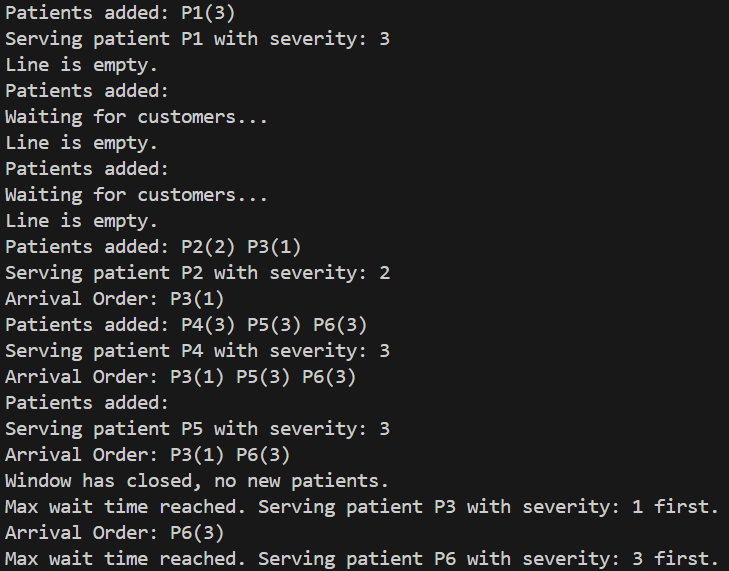 Patients added: P1(3)
Serving patient P1 with severity: 3
Line is empty.
Patients added:
Waiting for customers...
Line is empty.
Patients added:
Waiting for customers...
Line is empty.
Patients added: P2(2) P3(1)
Serving patient P2 with severity: 2
Arrival Order: P3(1)
Patients added: P4(3) P5(3) P6(3)
Serving patient P4 with severity: 3
Arrival Order: P3(1) P5(3) P6(3)
Patients added:
Serving patient P5 with severity: 3
Arrival Order: P3(1) P6(3)
Window has closed, no new patients.
Max wait time reached. Serving patient P3 with severity: 1 first.
Arrival Order: P6(3)
Max wait time reached. Serving patient P6 with severity: 3 first.